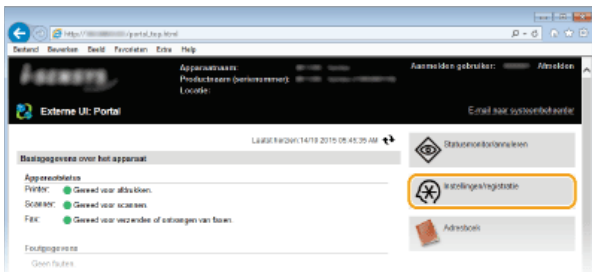 http:// /portal_top.html
Bestand Bewerken Beeld Favorieten Extra Help
Apparaatnaam:
Productnaam (serienummer):
Locatie:
Aanmelden gebruiker: Afmelden
Externe UI: Portal
E-mail naar systeembeheerder
Laatst herzien: 14/10 2015 05:45:35 AM
Basisgegevens over het apparaat
Apparaatstatus
Printer: Gereed voor afdrukken.
Scanner: Gereed voor scannen.
Fax: Gereed voor verzenden of ontvangen van faxen.
Foutgegevens
Geen fouten.
Statusmonitor/annuleren
Instellingen/registratie
Adresboek